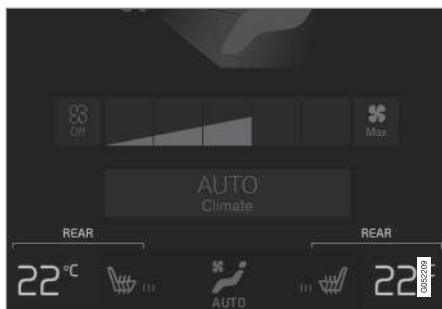 Off
Max
AUTO
Climate
REAR REAR
22°C 22°C
AUTO
G052209